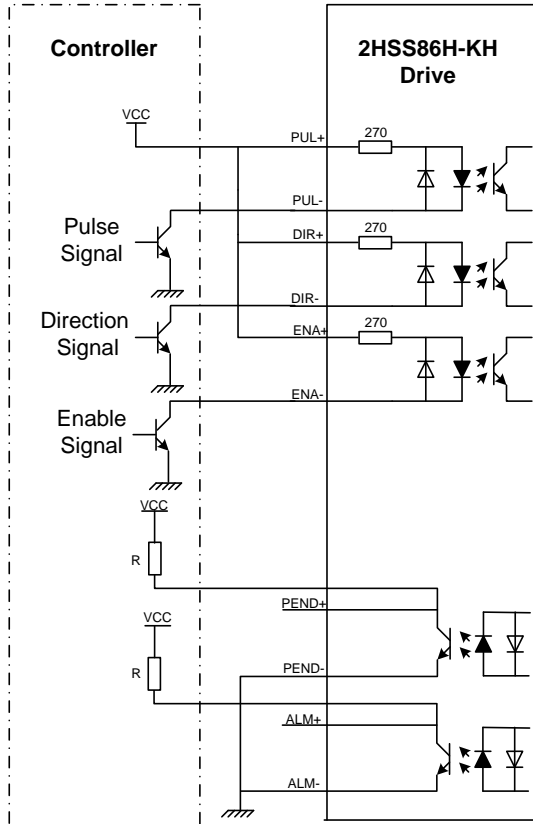 Controller
2HSS86H-KH
Drive
VCC
PUL+
270
PUL-
Pulse
Signal
DIR+
270
DIR-
Direction
Signal
ENA+
270
ENA-
Enable
Signal
VCC
R
PEND+
VCC
R
PEND-
ALM+
ALM-